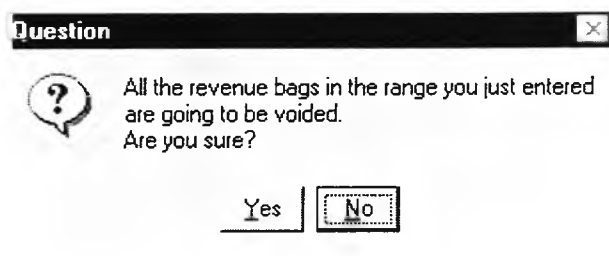 Question
?
All the revenue bags in the range you just entered
are going to be voided.
Are you sure?
Yes No